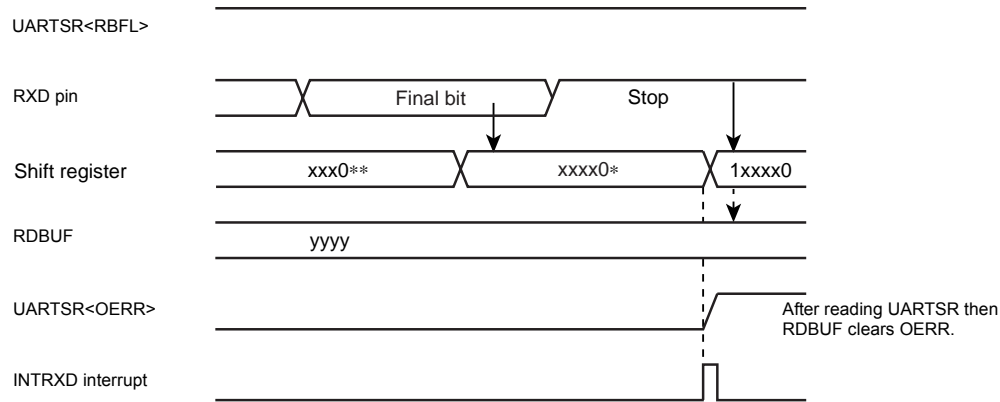 UARTSR<RBFL>
RXD pin
Final bit
Stop
Shift register
xxx0**
xxxx0*
1xxxx0
RDBUF
yyyy
UARTSR<OERR>
After reading UARTSR then
RDBUF clears OERR.
INTRXD interrupt